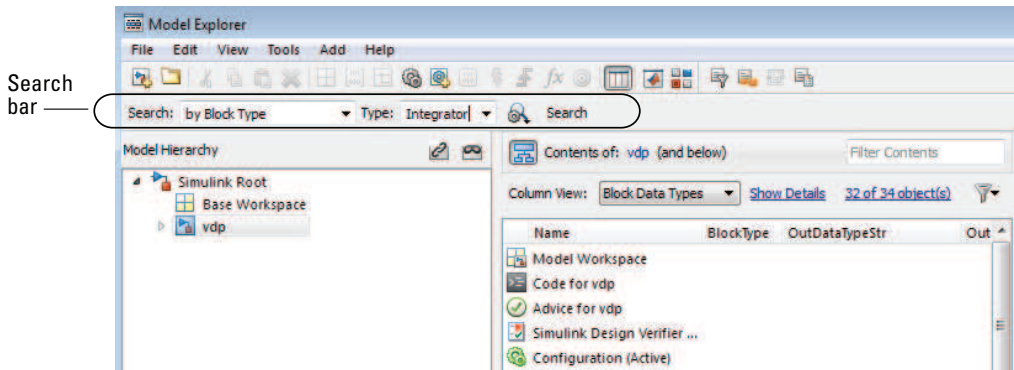 Model Explorer
File Edit View Tools Add Help
Search bar
Search: by Block Type Type: Integrator Search
Model Hierarchy
Contents of: vdp (and below) Filter Contents
Simulink Root
Base Workspace
vdp
Column View: Block Data Types Show Details 32 of 34 object(s)
Name BlockType OutDataTypeStr Out
Model Workspace
Code for vdp
Advice for vdp
Simulink Design Verifier ...
Configuration (Active)